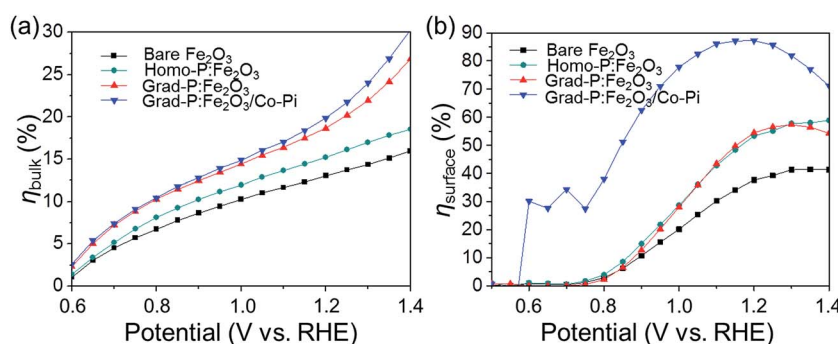 (a)
30
25
20
15
10
5
0
η_bulk (%)
Bare Fe₂O₃
Homo-P:Fe₂O₃
Grad-P:Fe₂O₃
Grad-P:Fe₂O₃/Co-Pi
0.6 0.8 1.0 1.2 1.4
Potential (V vs. RHE)
(b)
90
80
70
60
50
40
30
20
10
0
η_surface (%)
Bare Fe₂O₃
Homo-P:Fe₂O₃
Grad-P:Fe₂O₃
Grad-P:Fe₂O₃/Co-Pi
0.6 0.8 1.0 1.2 1.4
Potential (V vs. RHE)